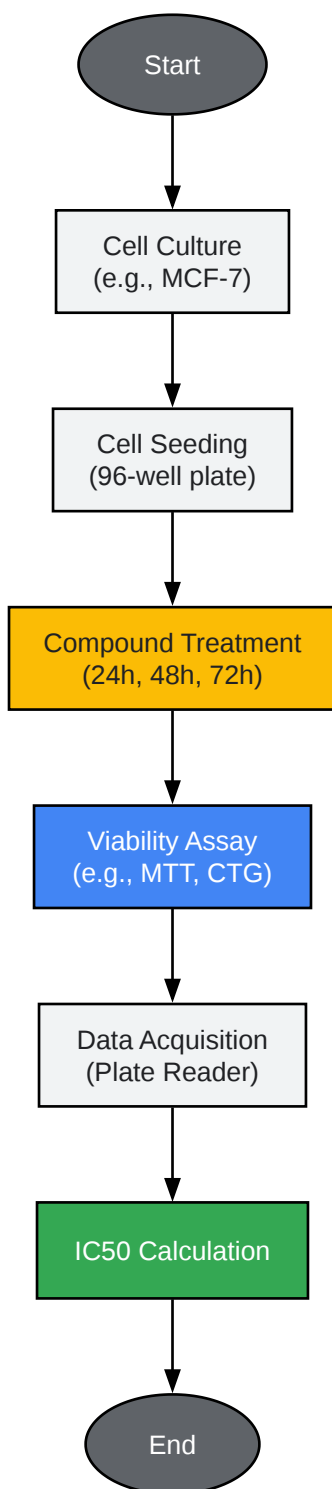 Start
Cell Culture
(e.g., MCF-7)
Cell Seeding
(96-well plate)
Compound Treatment
(24h, 48h, 72h)
Viability Assay
(e.g., MTT, CTG)
Data Acquisition
(Plate Reader)
IC50 Calculation
End